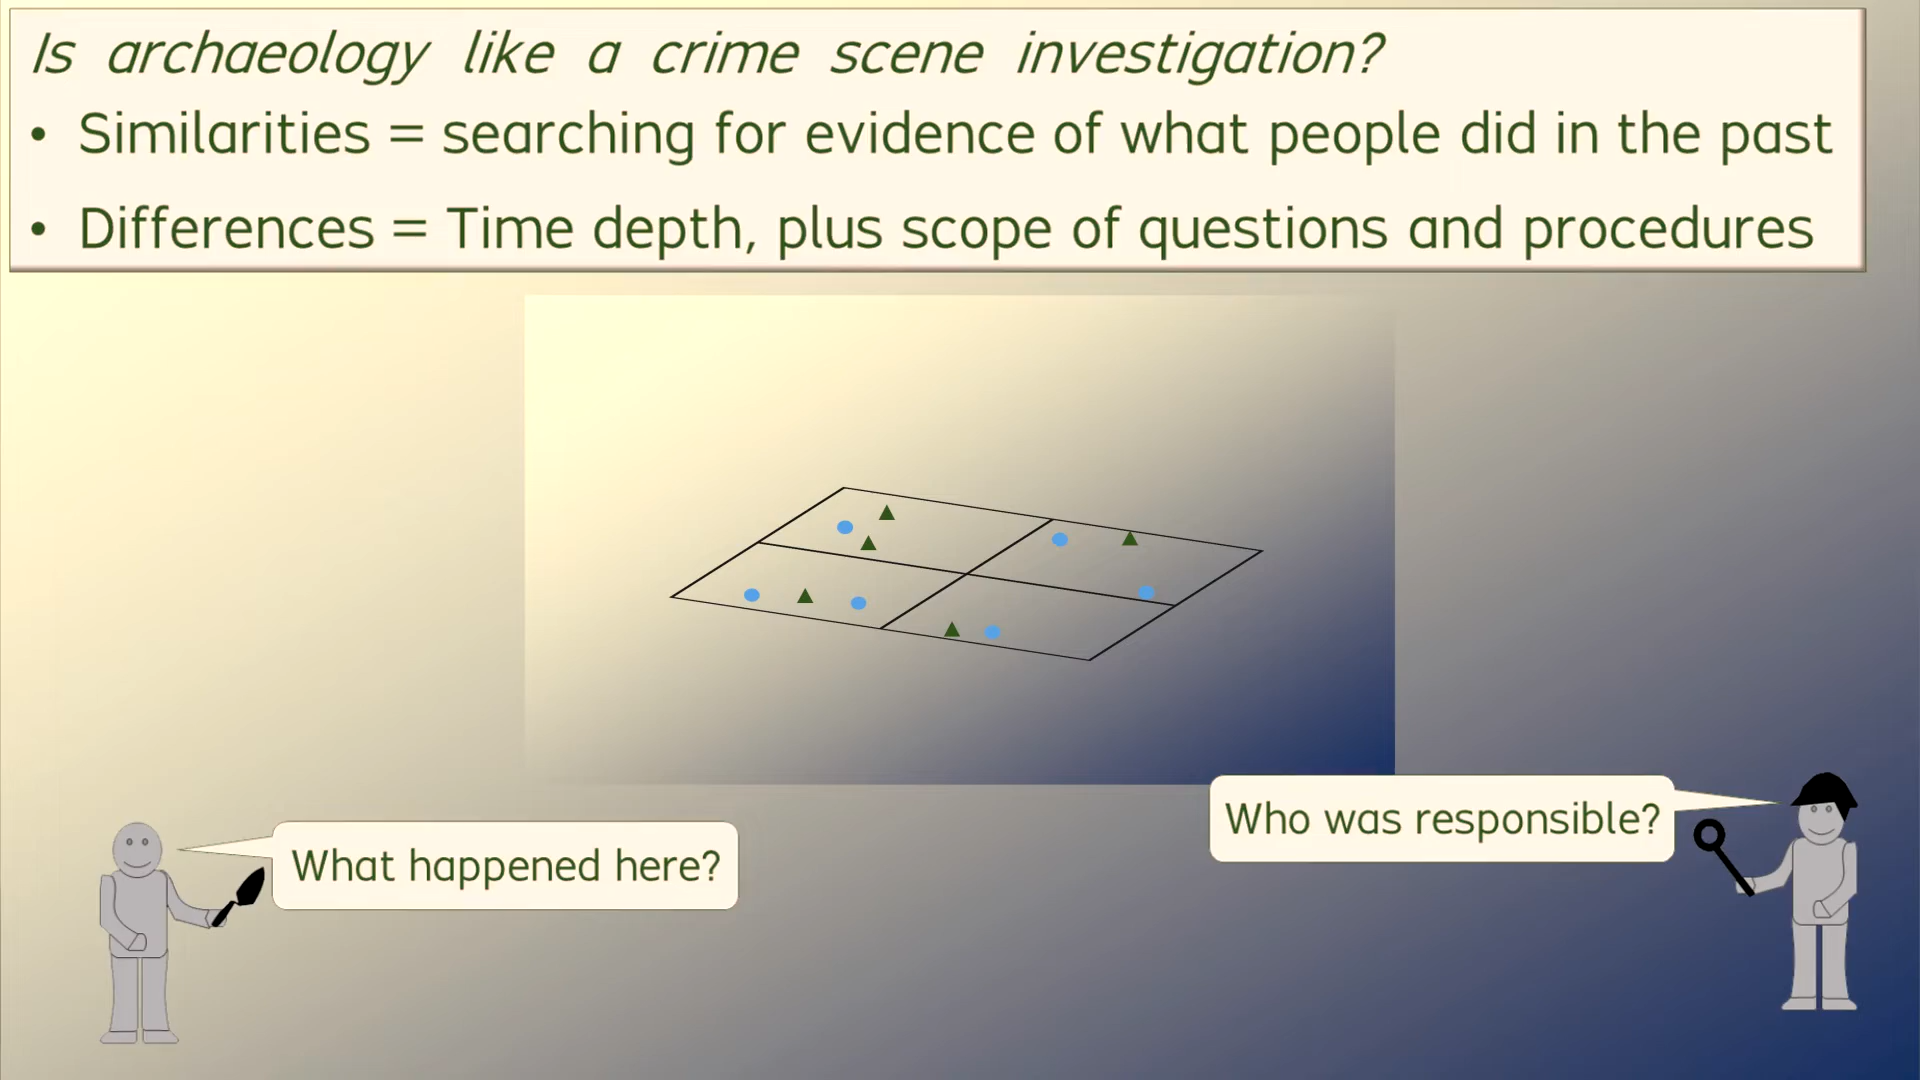 Is archaeology like a crime scene investigation?
• Similarities = searching for evidence of what people did in the past
• Differences = Time depth, plus scope of questions and procedures
Who was responsible?
What happened here?